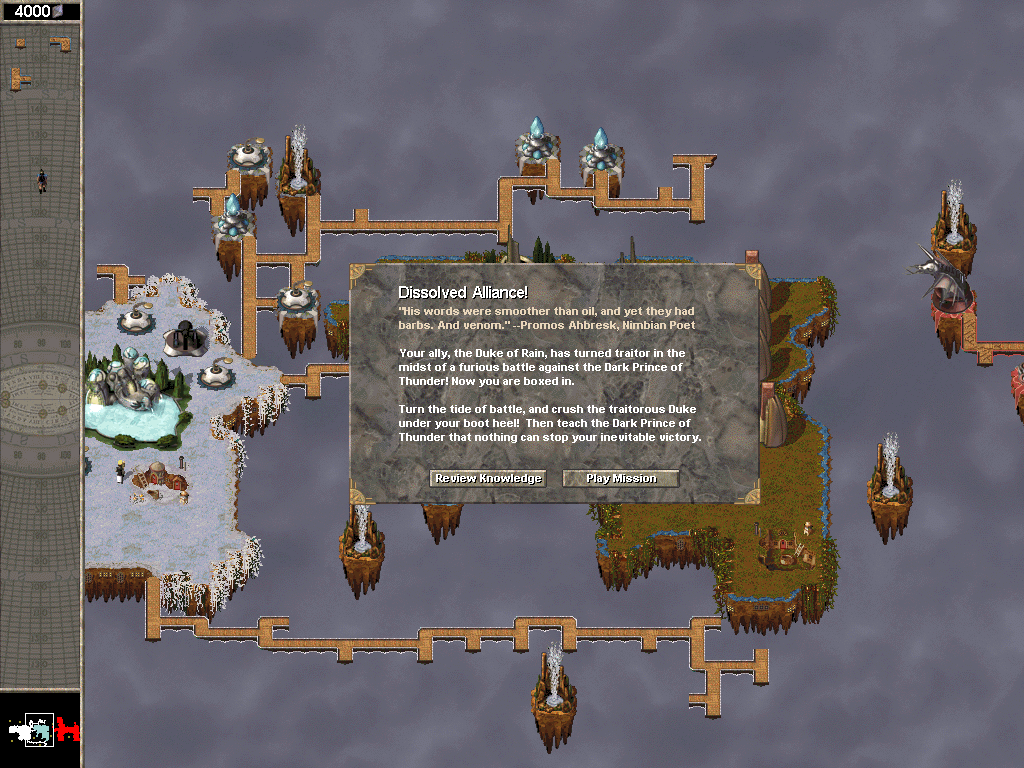 4000
Dissolved Alliance!
"His words were smoother than oil, and yet they had
barbs. And venom." --Promos Ahbresk, Nimbian Poet
Your ally, the Duke of Rain, has turned traitor in the
midst of a furious battle against the Dark Prince of
Thunder! Now you are boxed in.
Turn the tide of battle, and crush the traitorous Duke
under your boot heel! Then teach the Dark Prince of
Thunder that nothing can stop your inevitable victory.
Review Knowledge
Play Mission